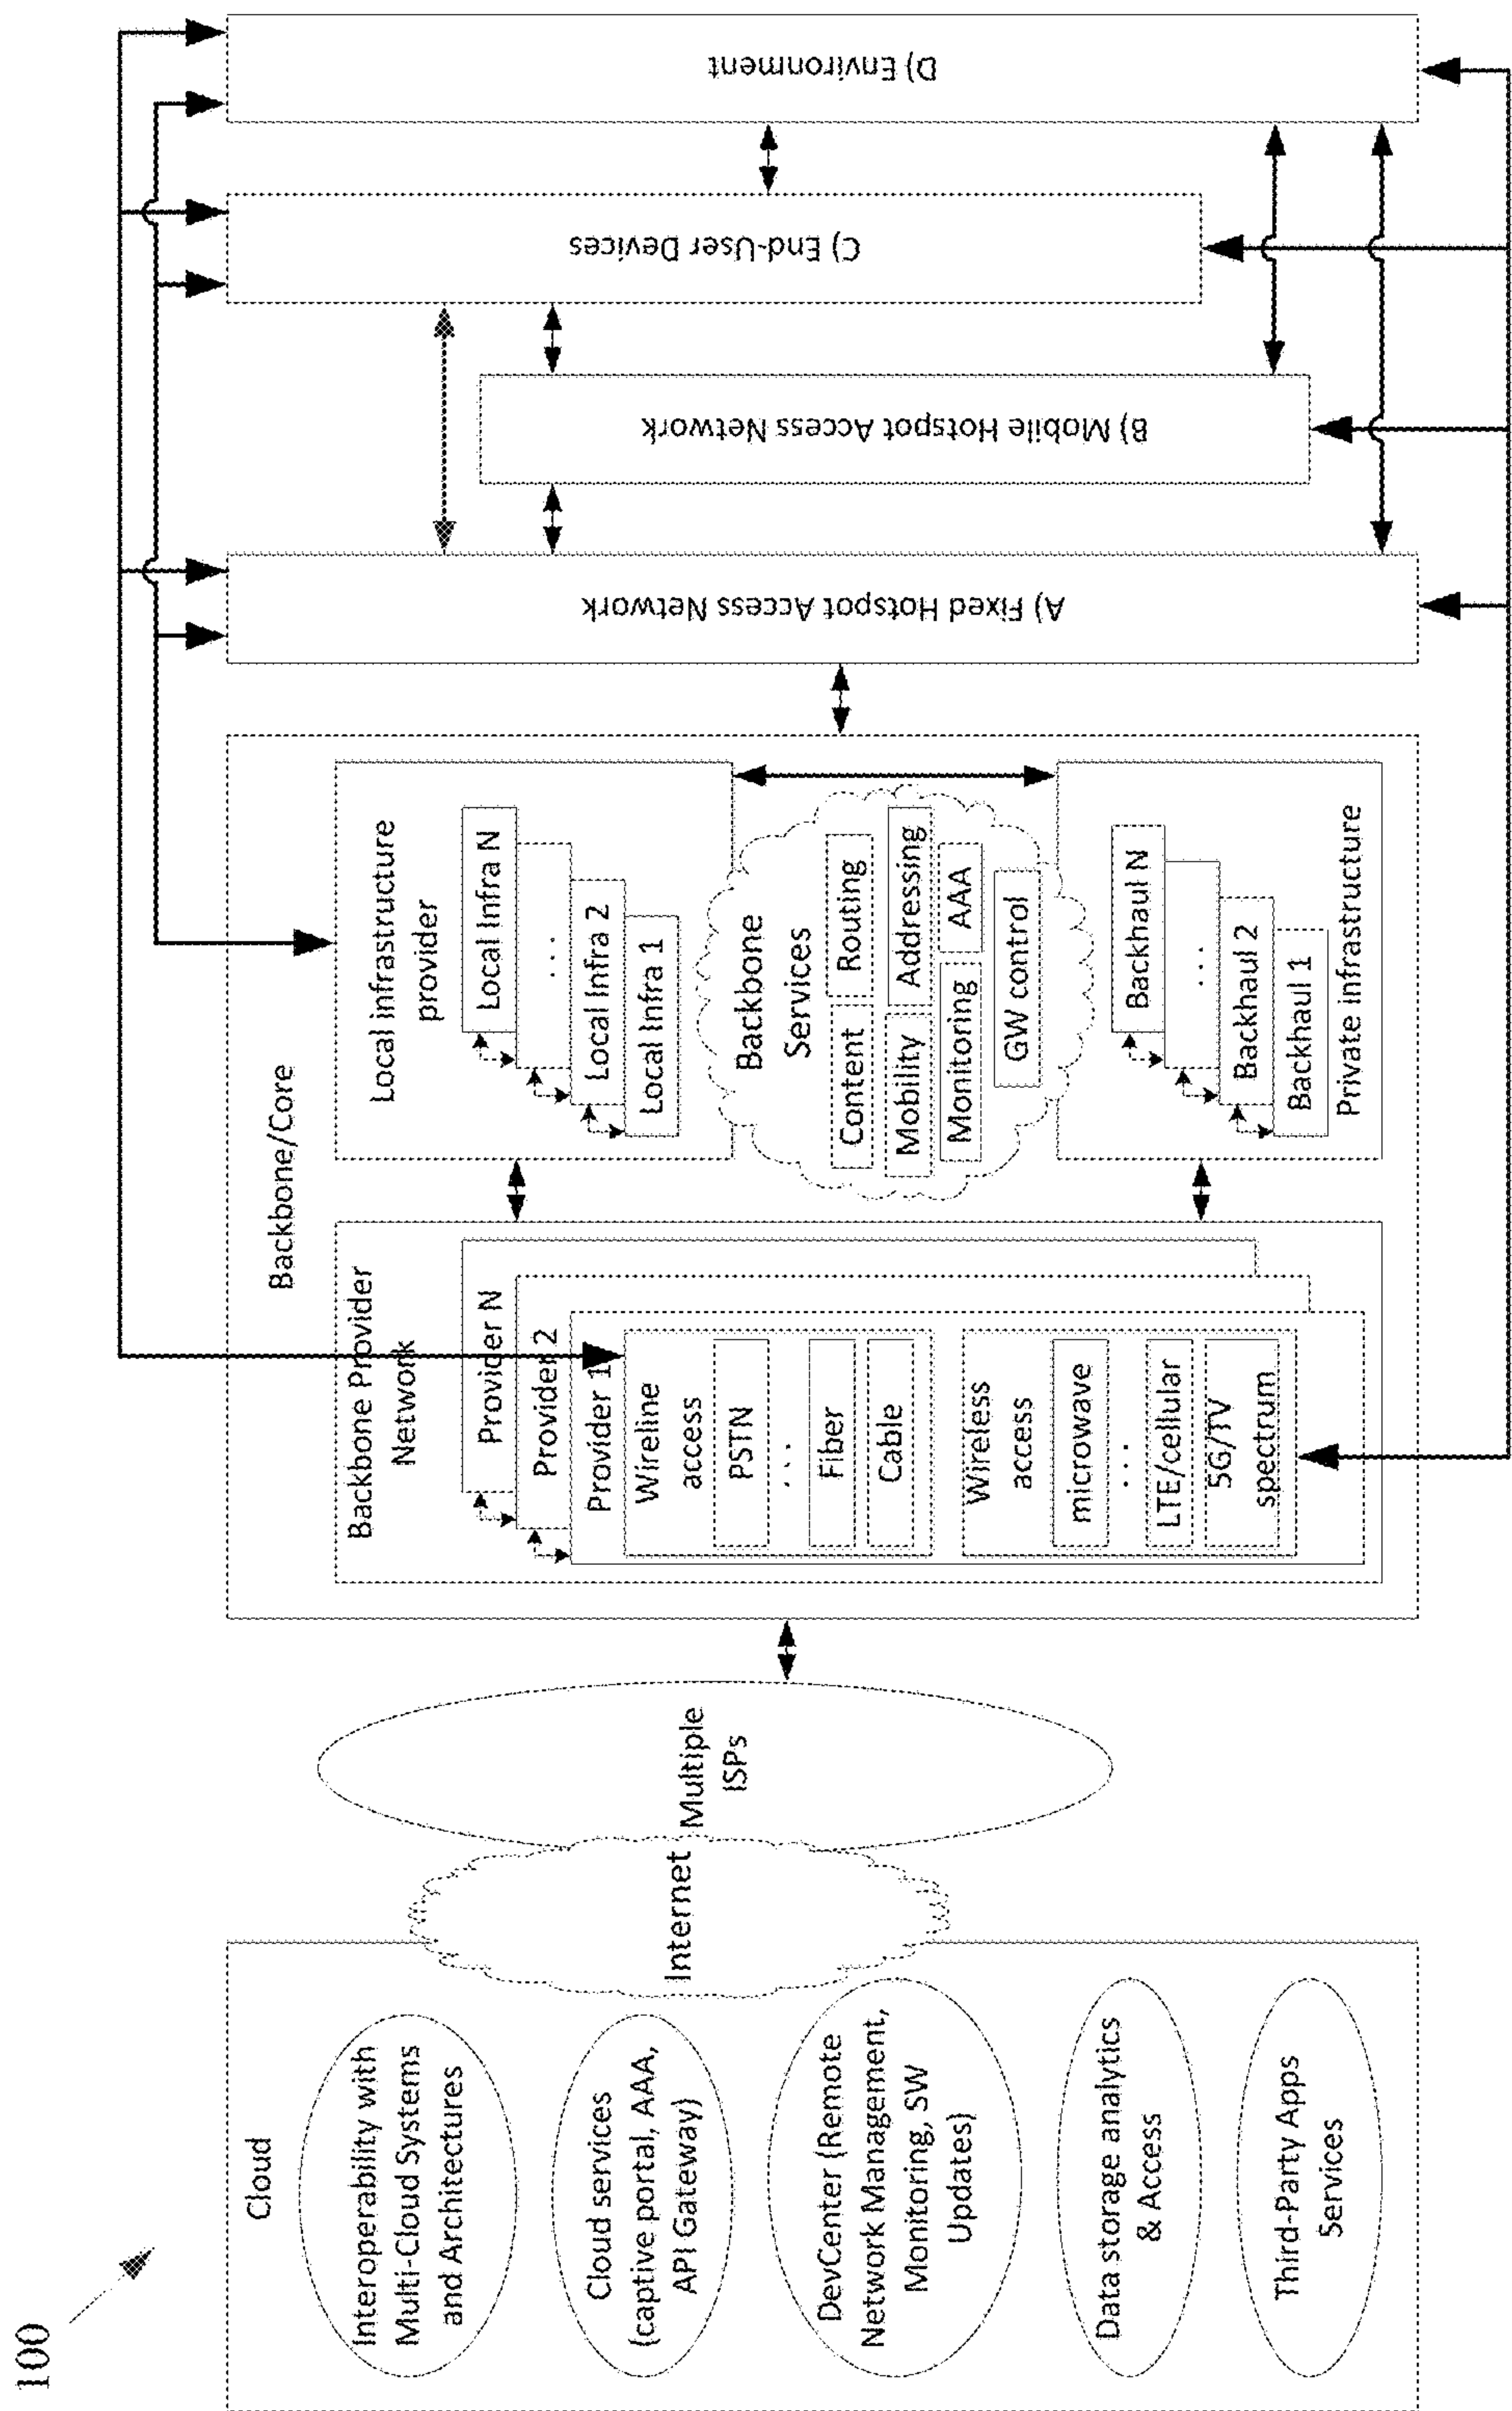 100
Cloud
Interoperability with
Multi-Cloud Systems
and Architectures
Cloud services
(captive portal, AAA,
API Gateway)
DevCenter (Remote
Network Management,
Monitoring, SW
Updates)
Data storage analytics
& Access
Third-Party Apps
Services
Internet
Multiple
ISPs
Backbone/Core
Backbone Provider
Network
Provider N
Provider 2
Provider 1
Wireline
access
PSTN
...
Fiber
Cable
Wireless
access
microwave
...
LTE/cellular
5G/TV
spectrum
Local infrastructure
provider
Local Infra N
...
Local Infra 2
Local Infra 1
Backbone
Services
Content
Routing
Mobility
Addressing
Monitoring
AAA
GW control
Backhaul N
...
Backhaul 2
Backhaul 1
Private infrastructure
A) Fixed Hotspot Access Network
B) Mobile Hotspot Access Network
C) End-User Devices
D) Environment